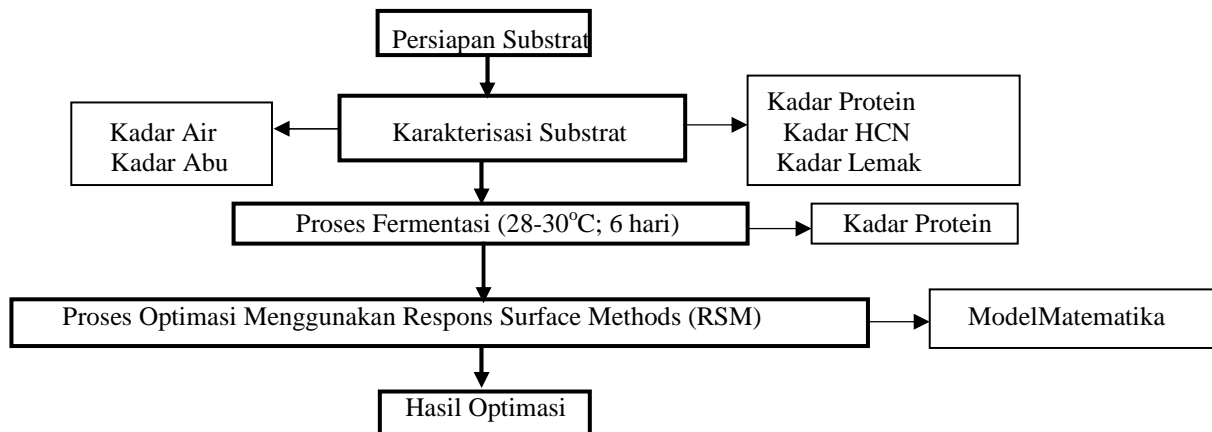 Persiapan Substrat
Kadar Air
Kadar Abu
Karakterisasi Substrat
Kadar Protein
Kadar HCN
Kadar Lemak
Proses Fermentasi (28-30°C; 6 hari)
Kadar Protein
Proses Optimasi Menggunakan Respons Surface Methods (RSM)
ModelMatematika
Hasil Optimasi